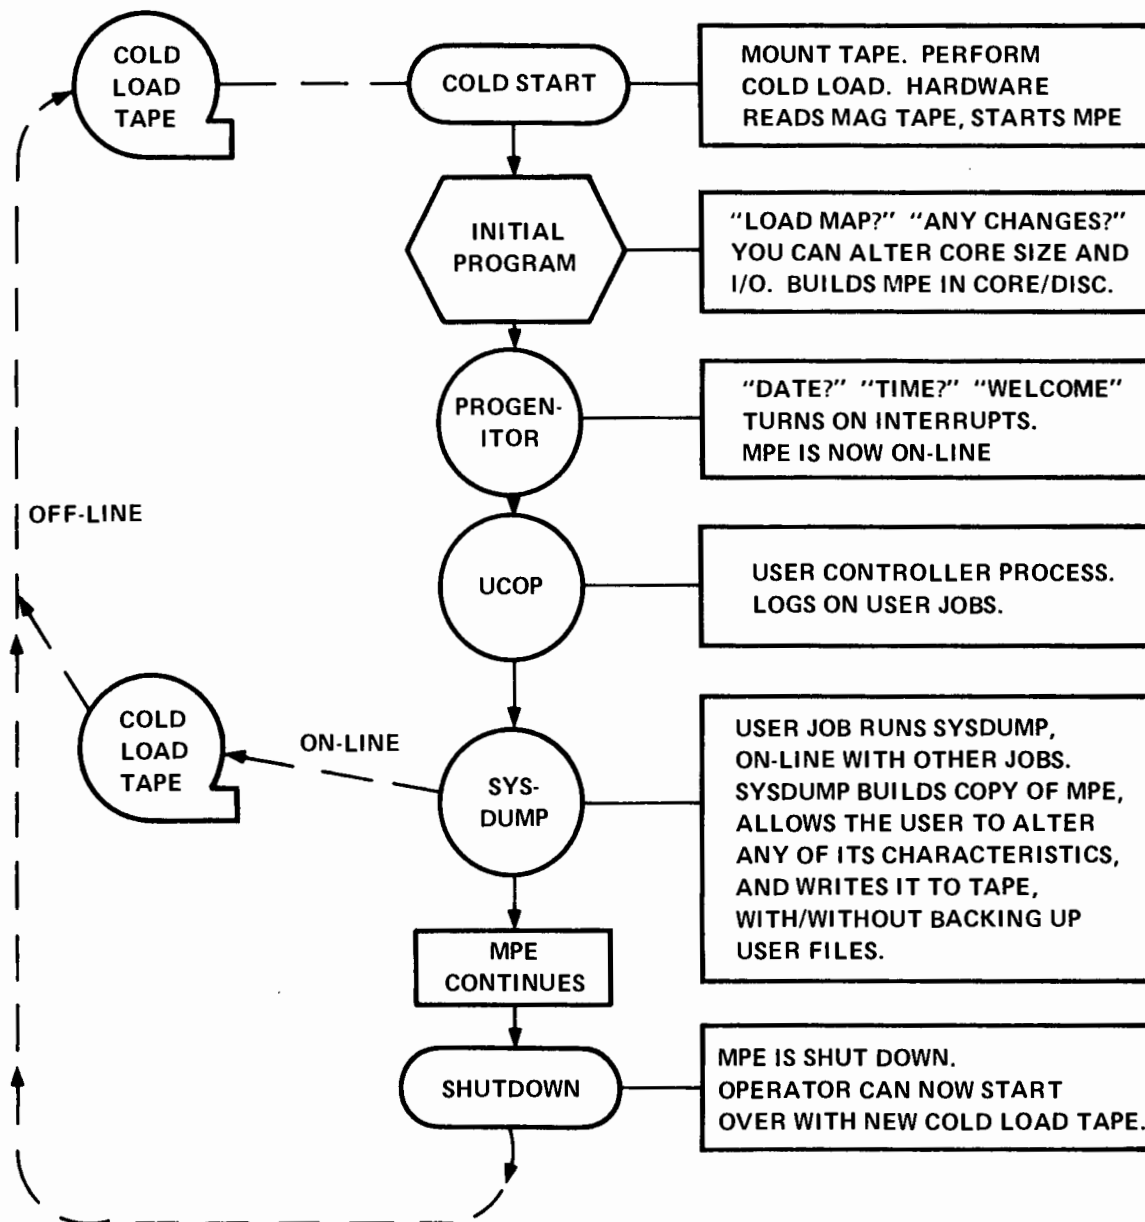 COLD
LOAD
TAPE
COLD START
MOUNT TAPE. PERFORM
COLD LOAD. HARDWARE
READS MAG TAPE, STARTS MPE
INITIAL
PROGRAM
"LOAD MAP?" "ANY CHANGES?"
YOU CAN ALTER CORE SIZE AND
I/O. BUILDS MPE IN CORE/DISC.
PROGEN-
ITOR
"DATE?" "TIME?" "WELCOME"
TURNS ON INTERRUPTS.
MPE IS NOW ON-LINE
OFF-LINE
UCOP
USER CONTROLLER PROCESS.
LOGS ON USER JOBS.
COLD
LOAD
TAPE
ON-LINE
SYS-
DUMP
USER JOB RUNS SYSDUMP,
ON-LINE WITH OTHER JOBS.
SYSDUMP BUILDS COPY OF MPE,
ALLOWS THE USER TO ALTER
ANY OF ITS CHARACTERISTICS,
AND WRITES IT TO TAPE,
WITH/WITHOUT BACKING UP
USER FILES.
MPE
CONTINUES
SHUTDOWN
MPE IS SHUT DOWN.
OPERATOR CAN NOW START
OVER WITH NEW COLD LOAD TAPE.